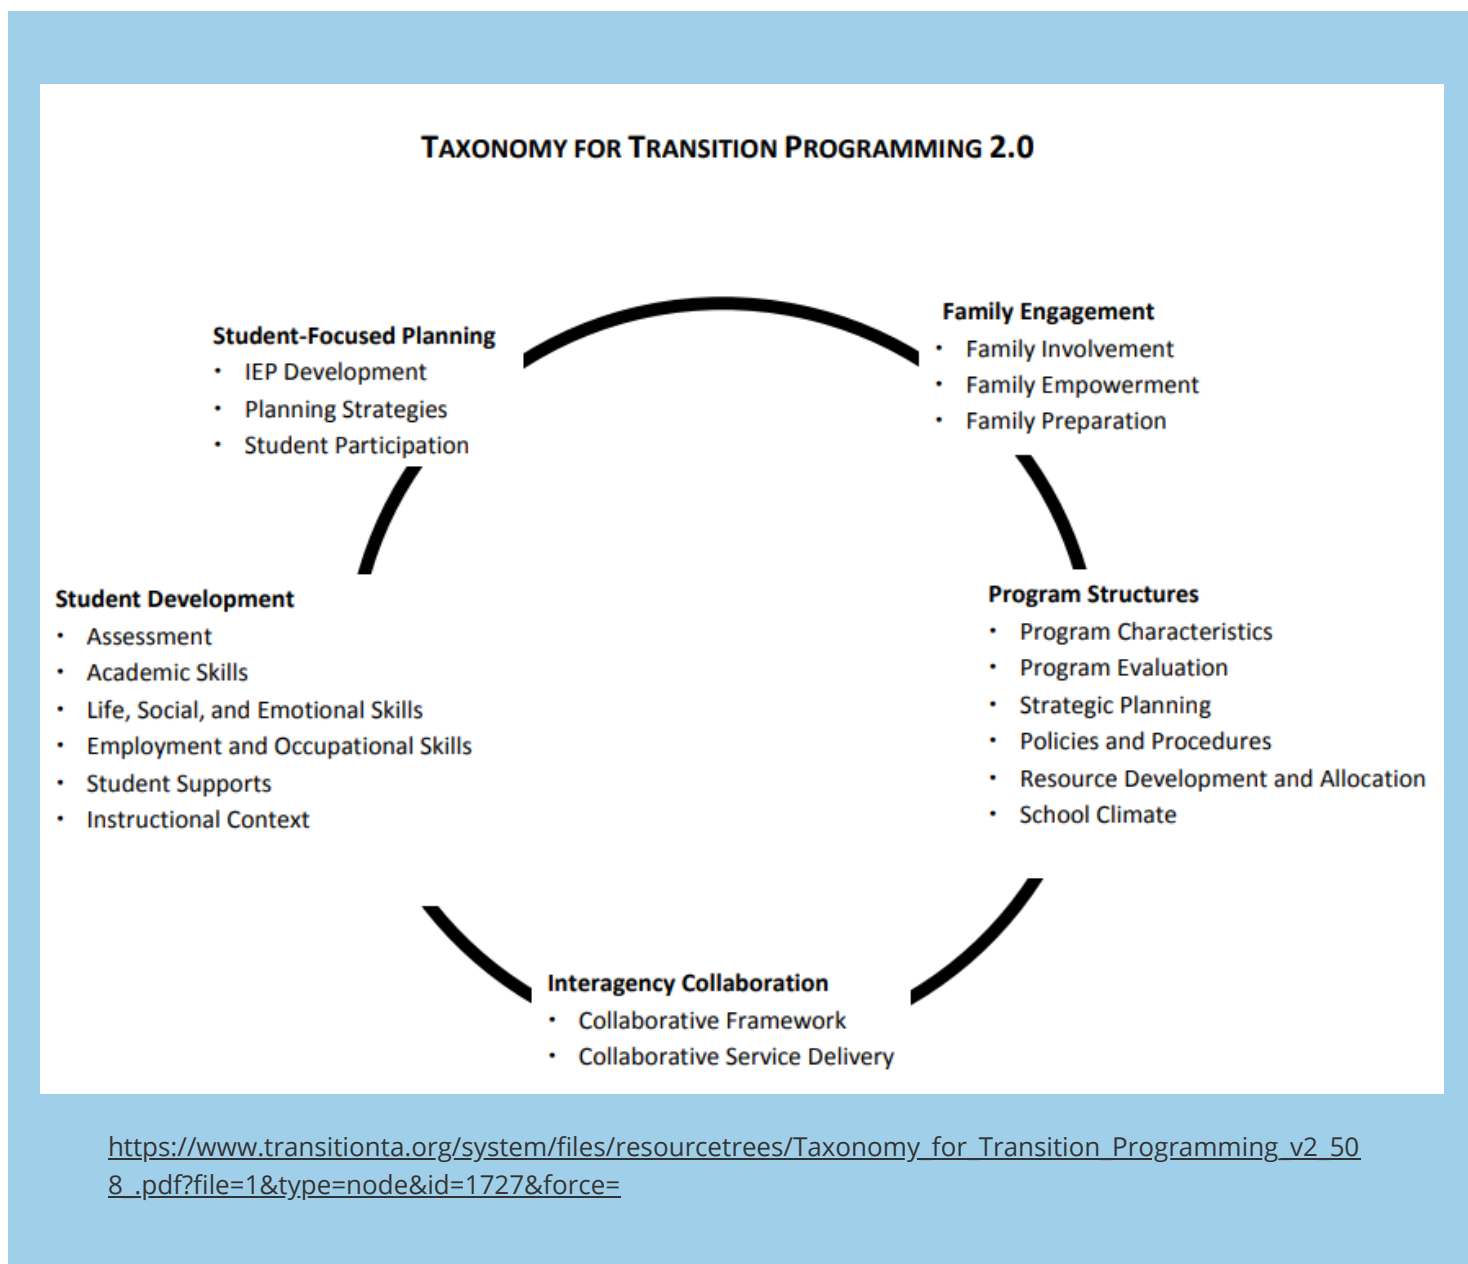 TAXONOMY FOR TRANSITION PROGRAMMING 2.0
Student-Focused Planning
• IEP Development
• Planning Strategies
• Student Participation
Family Engagement
• Family Involvement
• Family Empowerment
• Family Preparation
Student Development
• Assessment
• Academic Skills
• Life, Social, and Emotional Skills
• Employment and Occupational Skills
• Student Supports
• Instructional Context
Program Structures
• Program Characteristics
• Program Evaluation
• Strategic Planning
• Policies and Procedures
• Resource Development and Allocation
• School Climate
Interagency Collaboration
• Collaborative Framework
• Collaborative Service Delivery
https://www.transitionta.org/system/files/resourcetrees/Taxonomy_for_Transition_Programming_v2_50
8_.pdf?file=1&type=node&id=1727&force=